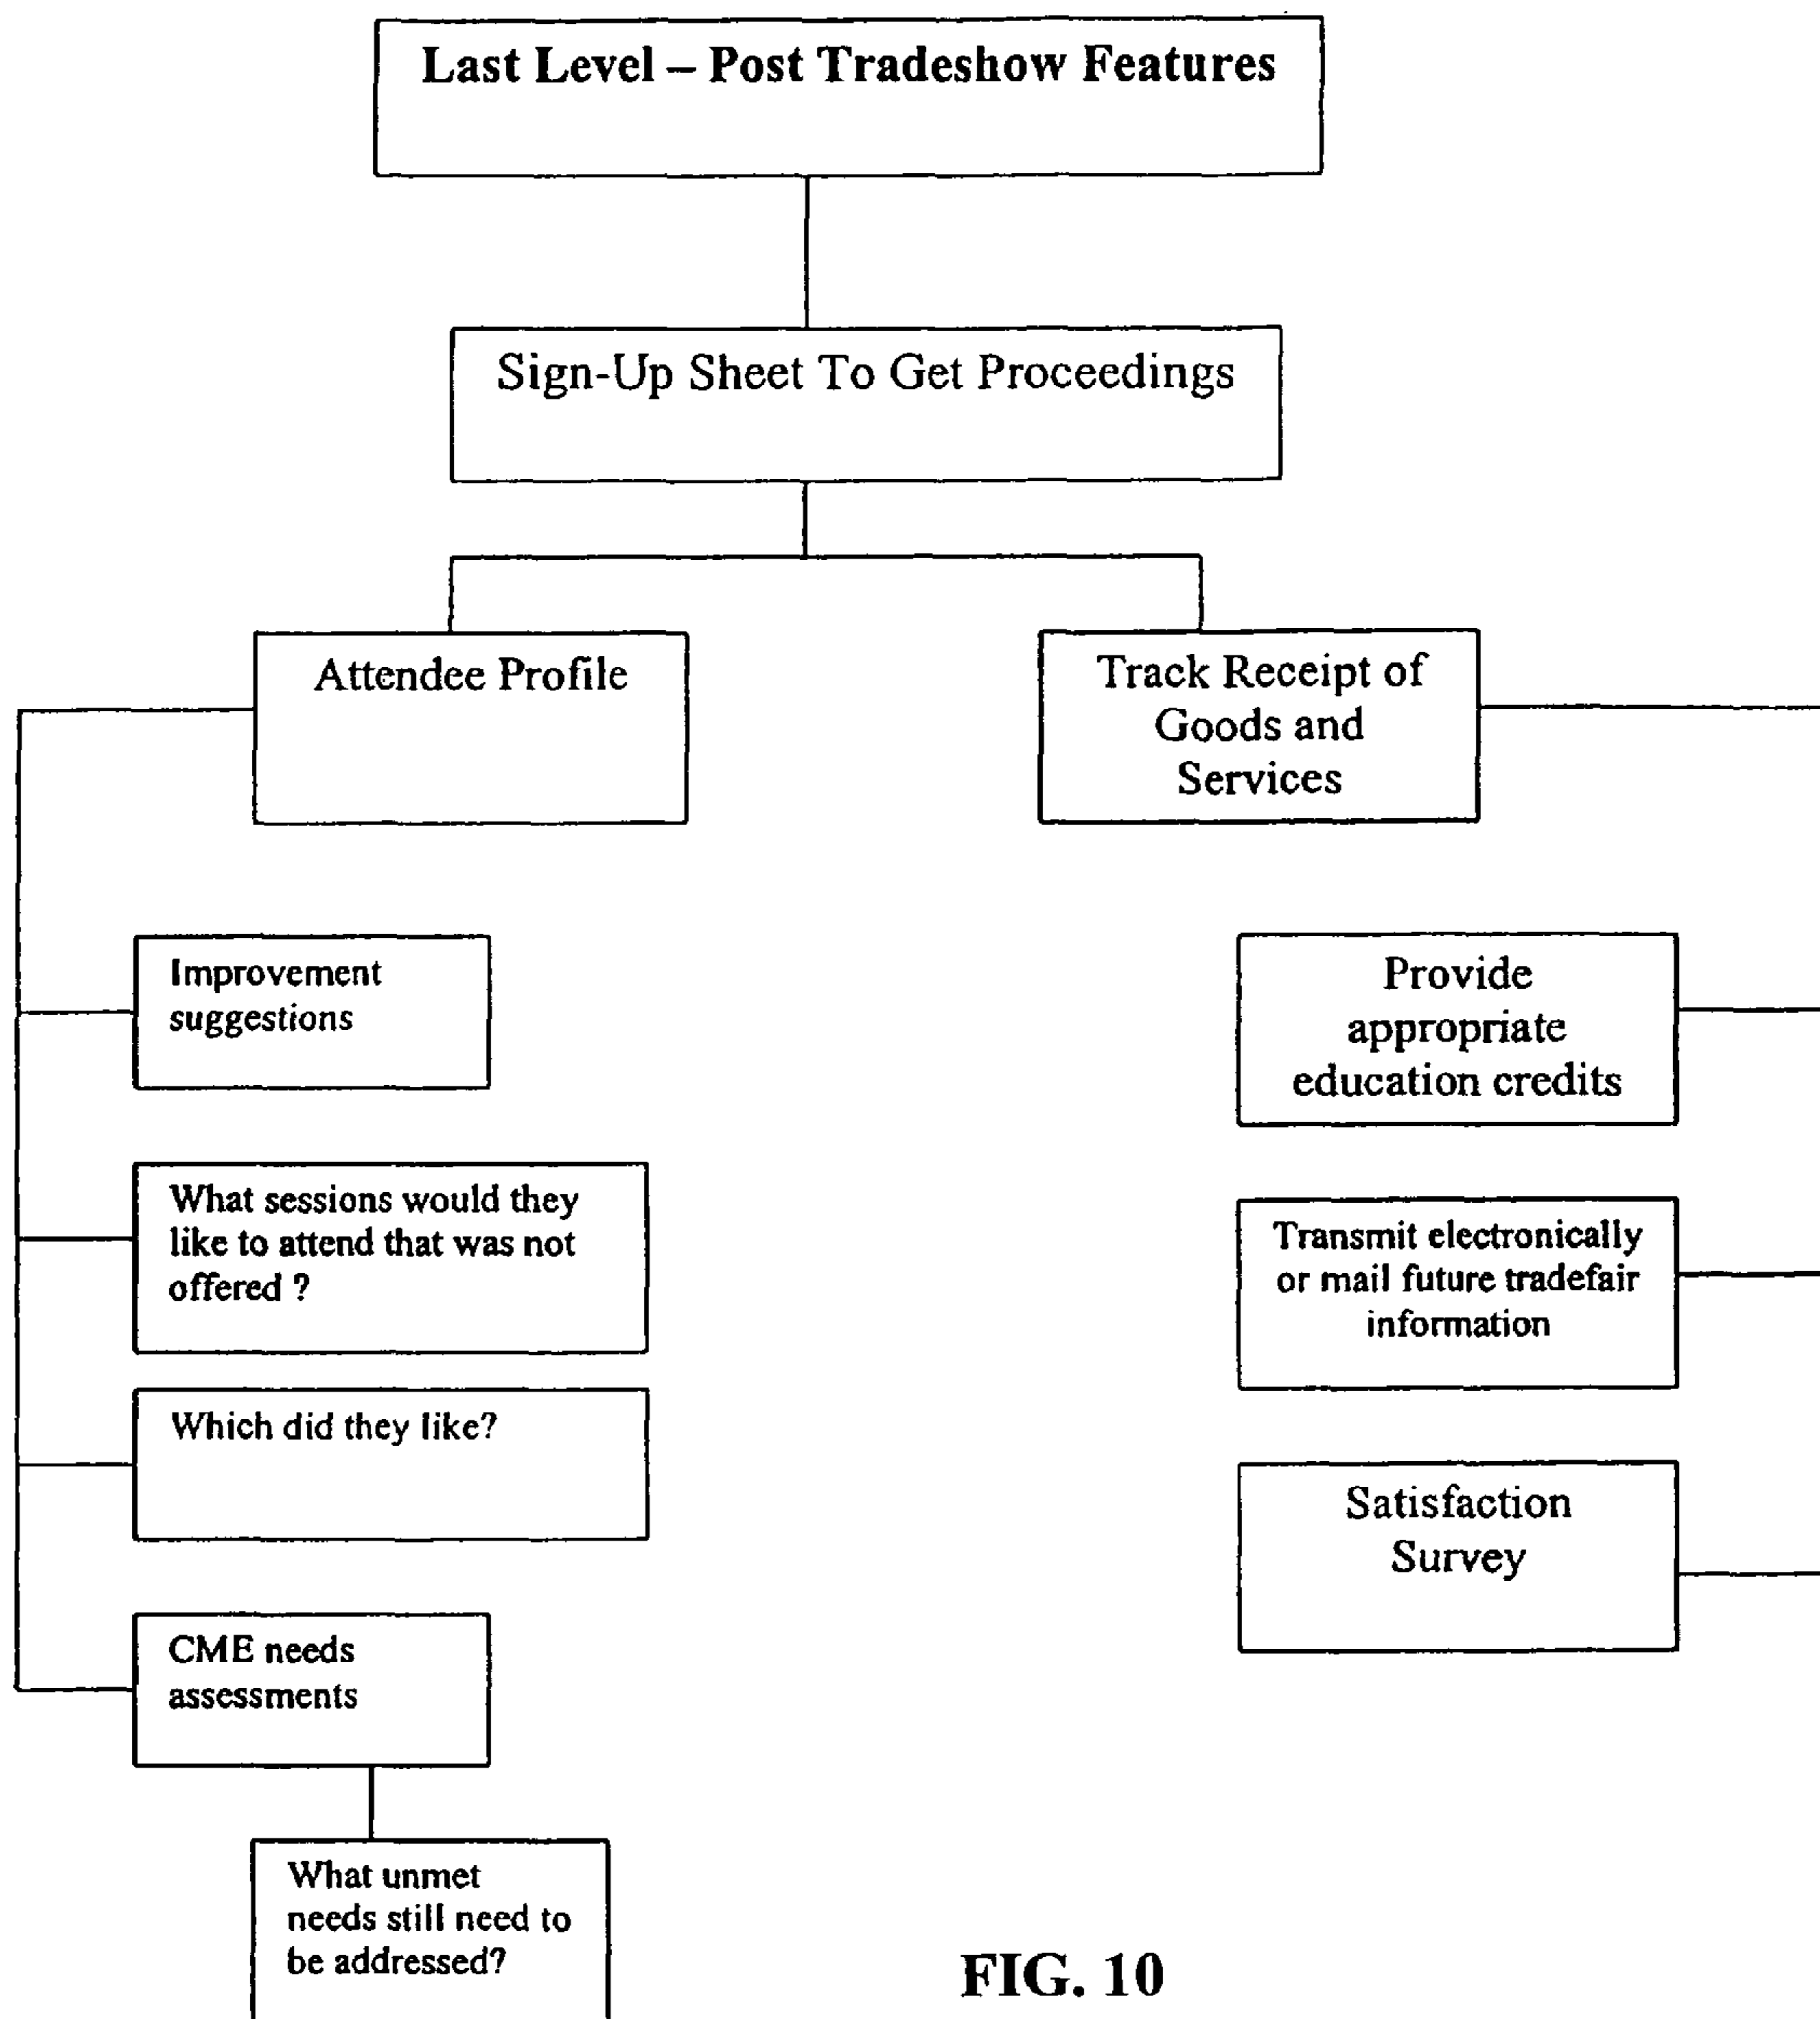 Last Level – Post Tradeshow Features
Sign-Up Sheet To Get Proceedings
Attendee Profile
Track Receipt of
Goods and
Services
Improvement
suggestions
What sessions would they
like to attend that was not
offered ?
Which did they like?
CME needs
assessments
What unmet
needs still need to
be addressed?
Provide
appropriate
education credits
Transmit electronically
or mail future tradefair
information
Satisfaction
Survey
FIG. 10